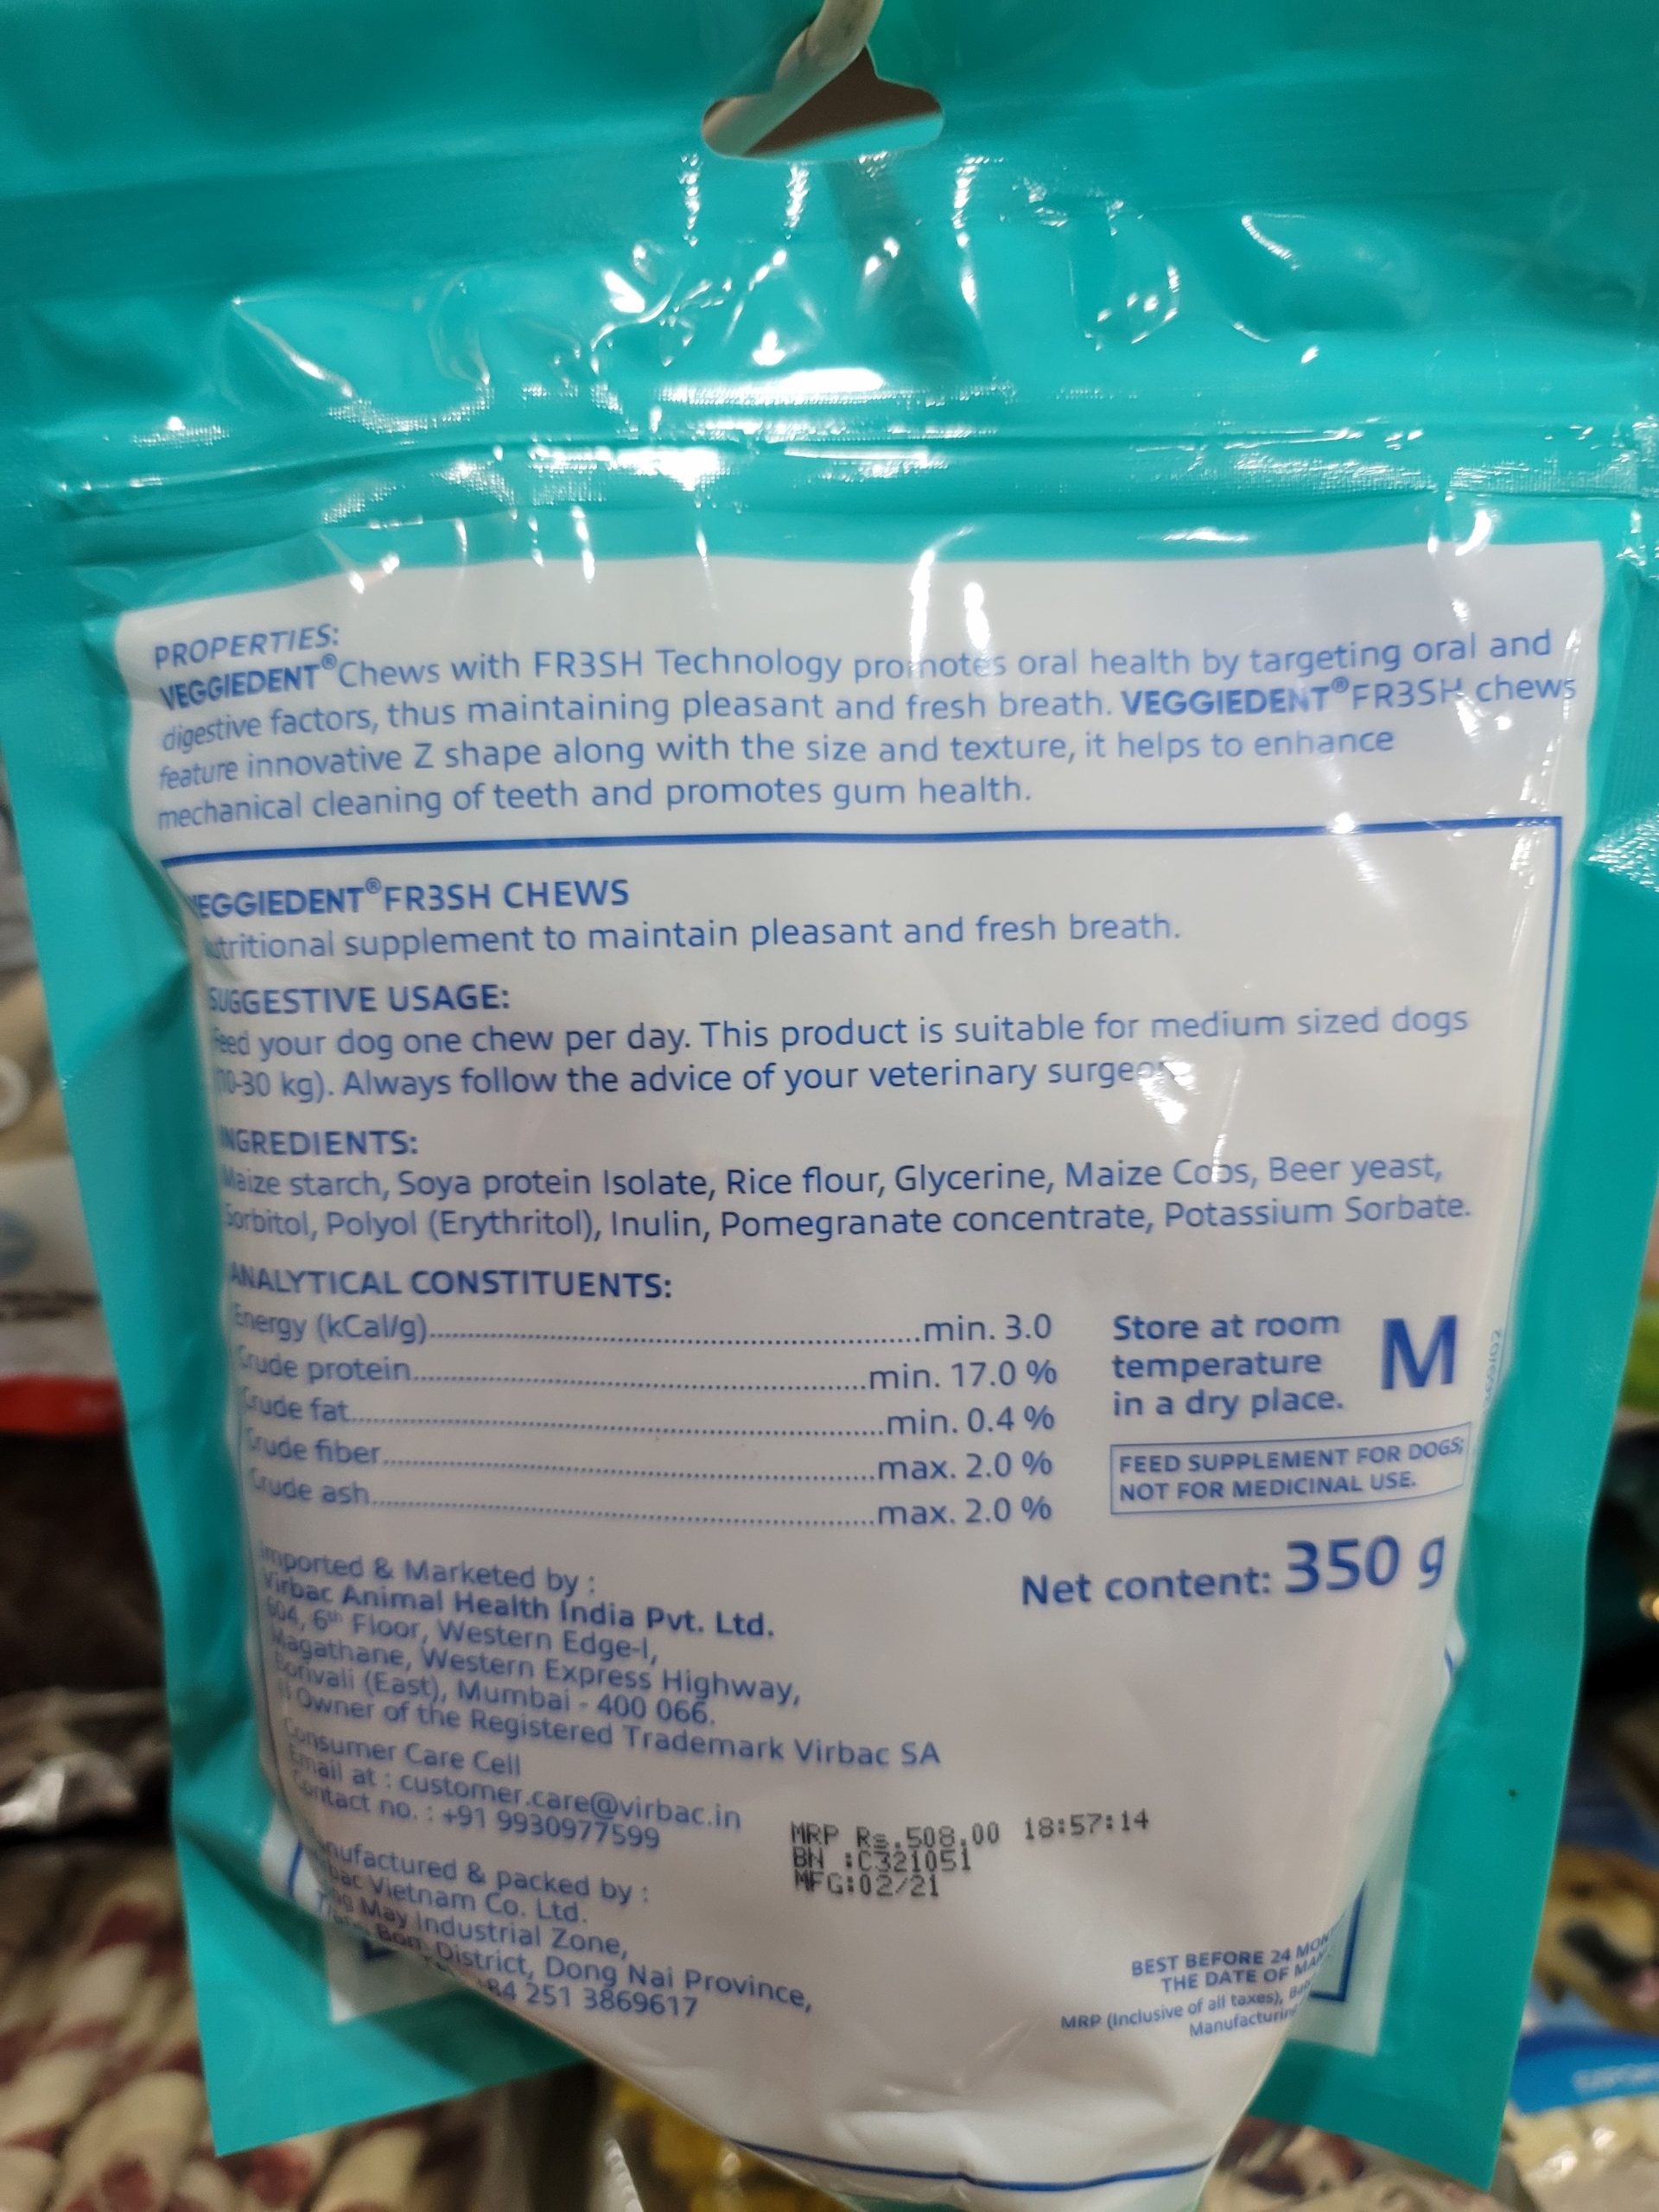 PROPERTIES:
VEGGIEDENT® Chews with FR3SH Technology promotes oral health by targeting oral and
digestive factors, thus maintaining pleasant and fresh breath. VEGGIEDENT® FR3SH chews
feature innovative Z shape along with the size and texture, it helps to enhance
mechanical cleaning of teeth and promotes gum health.
VEGGIEDENT® FR3SH CHEWS
Nutritional supplement to maintain pleasant and fresh breath.
SUGGESTIVE USAGE:
Feed your dog one chew per day. This product is suitable for medium sized dogs
(10-30 kg). Always follow the advice of your veterinary surgeon
INGREDIENTS:
Maize starch, Soya protein Isolate, Rice flour, Glycerine, Maize Cobs, Beer yeast,
Sorbitol, Polyol (Erythritol), Inulin, Pomegranate concentrate, Potassium Sorbate.
ANALYTICAL CONSTITUENTS:
Energy (kCal/g) min. 3.0
Crude protein min. 17.0 %
Crude fat min. 0.4 %
Crude fiber max. 2.0 %
Crude ash max. 2.0 %
Store at room
temperature
in a dry place.
M
FEED SUPPLEMENT FOR DOGS;
NOT FOR MEDICINAL USE.
Net content: 350 g
Imported & Marketed by :
Virbac Animal Health India Pvt. Ltd.
604, 6th Floor, Western Edge-I,
Magathane, Western Express Highway,
Borivali (East), Mumbai - 400 066.
Owner of the Registered Trademark Virbac SA
Consumer Care Cell
Email at : customer.care@virbac.in
Contact no. : +91 9930977599
Manufactured & packed by :
Vietnam Co. Ltd.
May Industrial Zone,
Bom District, Dong Nai Province,
+84 251 3869617
MRP Rs.508.00 18:57:14
BN :C321051
MFG:02/21
BEST BEFORE 24
THE DATE OF
MRP (Inclusive of all taxes),